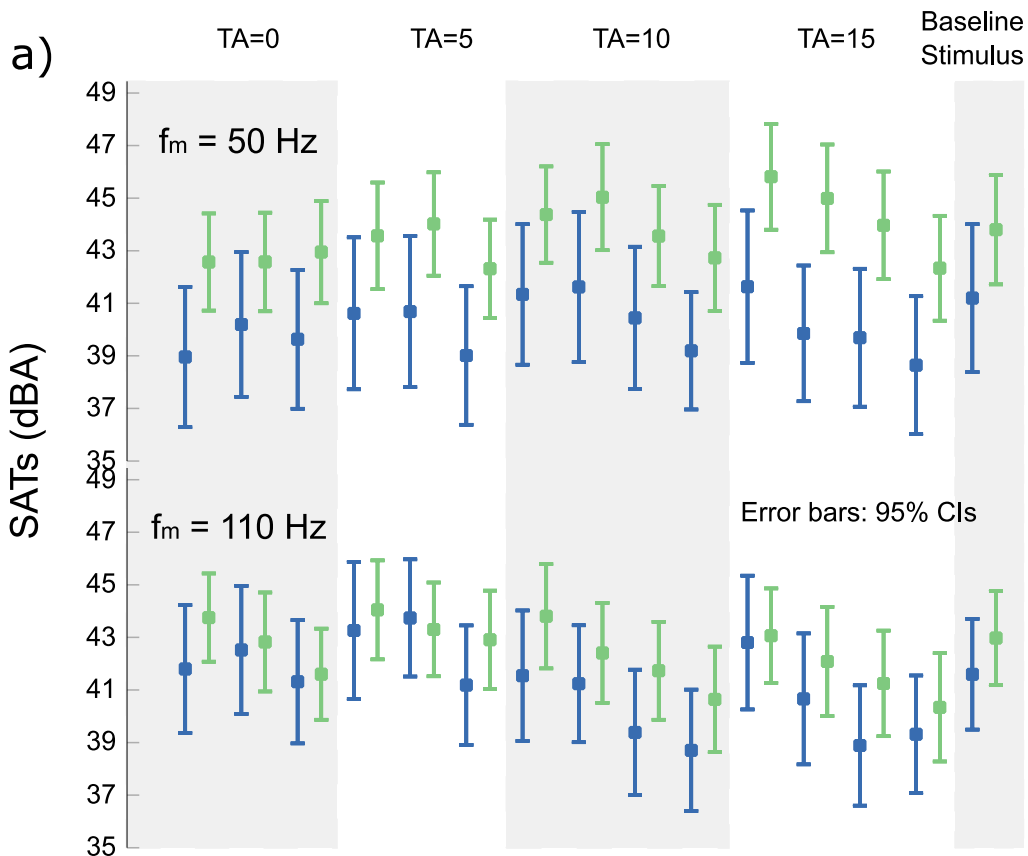 a)
TA=0
TA=5
TA=10
TA=15
Baseline
Stimulus
SATs (dBA)
49
47
45
43
41
39
37
35
fm = 50 Hz
49
47
45
43
41
39
37
35
fm = 110 Hz
Error bars: 95% CIs